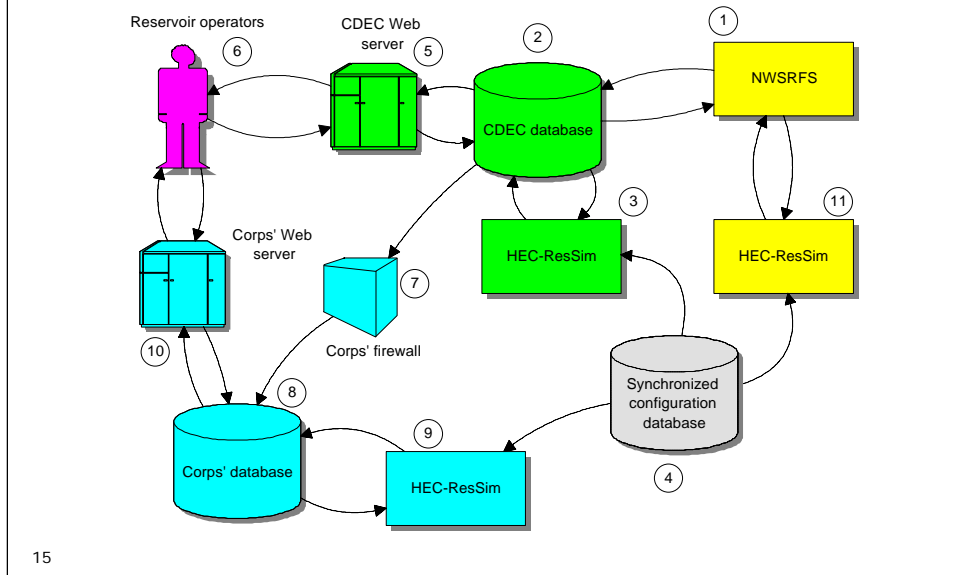 Reservoir operators
6
CDEC Web
server
5
2
1
NWSRFS
CDEC database
3
11
HEC-ResSim
HEC-ResSim
Corps' Web
server
7
Corps' firewall
10
8
Synchronized
configuration
database
4
9
Corps' database
HEC-ResSim
15